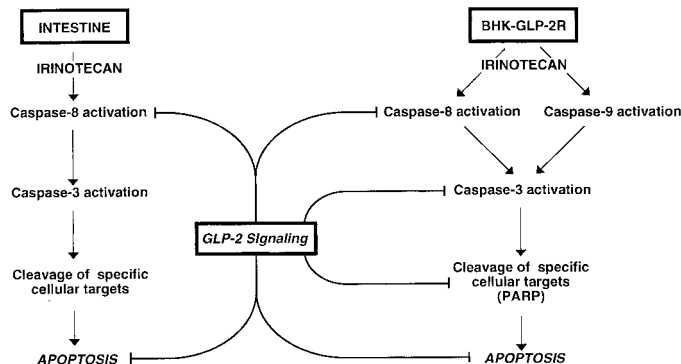 INTESTINE
IRINOTECAN
Caspase-8 activation
Caspase-3 activation
Cleavage of specific
cellular targets
APOPTOSIS
GLP-2 Signaling
BHK-GLP-2R
IRINOTECAN
Caspase-8 activation
Caspase-9 activation
Caspase-3 activation
Cleavage of specific
cellular targets
(PARP)
APOPTOSIS